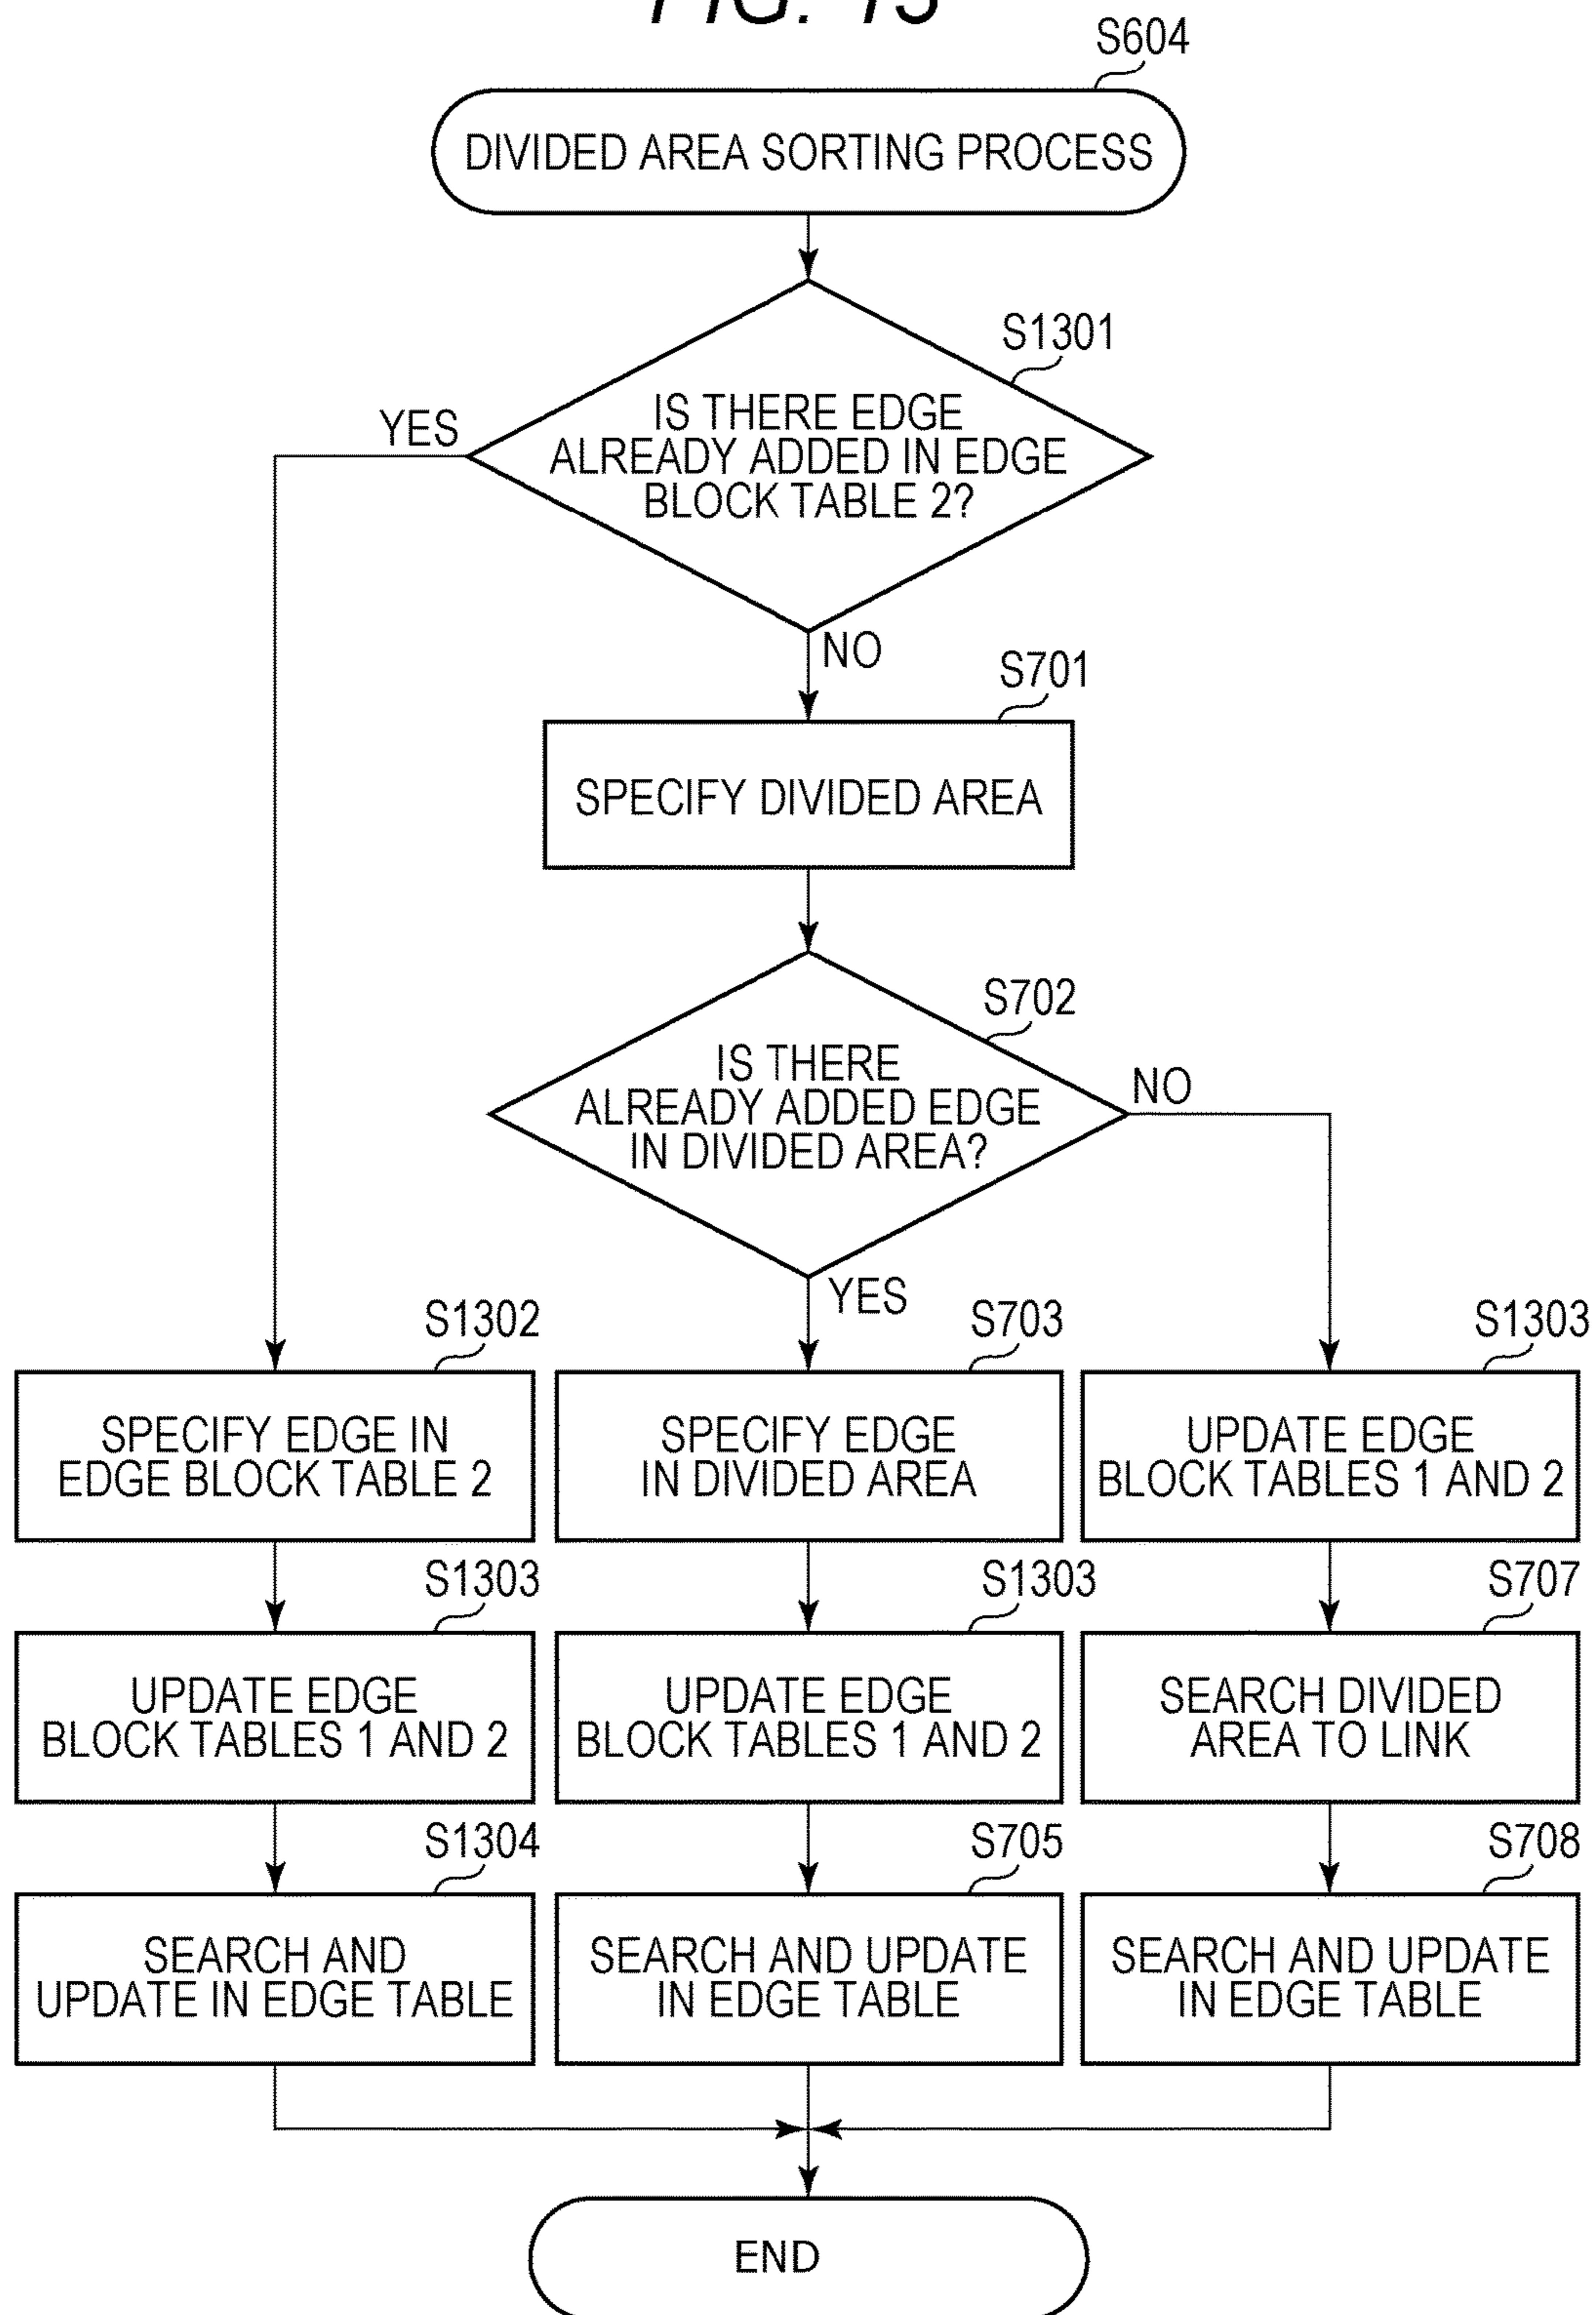 FIG. 13
S604
DIVIDED AREA SORTING PROCESS
S1301
IS THERE EDGE
ALREADY ADDED IN EDGE
BLOCK TABLE 2?
YES
NO
S701
SPECIFY DIVIDED AREA
S702
IS THERE
ALREADY ADDED EDGE
IN DIVIDED AREA?
NO
YES
S1302
SPECIFY EDGE IN
EDGE BLOCK TABLE 2
S703
SPECIFY EDGE
IN DIVIDED AREA
S1303
UPDATE EDGE
BLOCK TABLES 1 AND 2
S1303
UPDATE EDGE
BLOCK TABLES 1 AND 2
S1303
UPDATE EDGE
BLOCK TABLES 1 AND 2
S707
SEARCH DIVIDED
AREA TO LINK
S1304
SEARCH AND
UPDATE IN EDGE TABLE
S705
SEARCH AND UPDATE
IN EDGE TABLE
S708
SEARCH AND UPDATE
IN EDGE TABLE
END